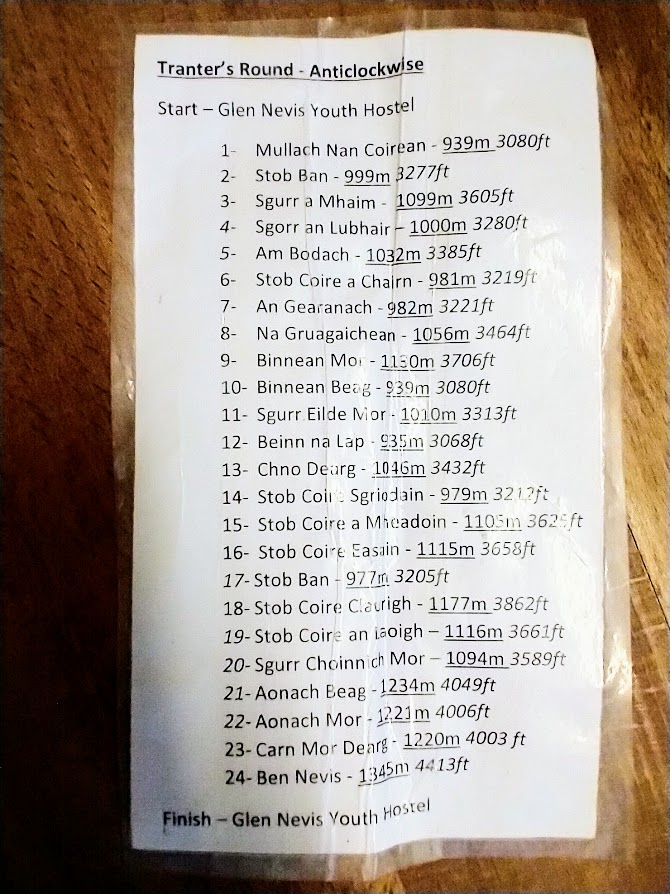 Tranter's Round - Anticlockwise
Start – Glen Nevis Youth Hostel
1- Mullach Nan Coirean - 939m 3080ft
2- Stob Ban - 999m 3277ft
3- Sgurr a Mhaim - 1099m 3605ft
4- Sgorr an Lubhair – 1000m 3280ft
5- Am Bodach - 1032m 3385ft
6- Stob Coire a Chairn - 981m 3219ft
7- An Gearanach - 982m 3221ft
8- Na Gruagaichean - 1056m 3464ft
9- Binnean Mor - 1130m 3706ft
10- Binnean Beag - 939m 3080ft
11- Sgurr Eilde Mor - 1010m 3313ft
12- Beinn na Lap - 935m 3068ft
13- Chno Dearg - 1046m 3432ft
14- Stob Coire Sgriodain - 979m 3212ft
15- Stob Coire a Mheadoin - 1105m 3625ft
16- Stob Coire Easain - 1115m 3658ft
17- Stob Ban - 977m 3205ft
18- Stob Coire Claurigh - 1177m 3862ft
19- Stob Coire an Laoigh – 1116m 3661ft
20- Sgurr Choinnich Mor – 1094m 3589ft
21- Aonach Beag - 1234m 4049ft
22- Aonach Mor - 1221m 4006ft
23- Carn Mor Dearg - 1220m 4003 ft
24- Ben Nevis - 1345m 4413ft
Finish – Glen Nevis Youth Hostel